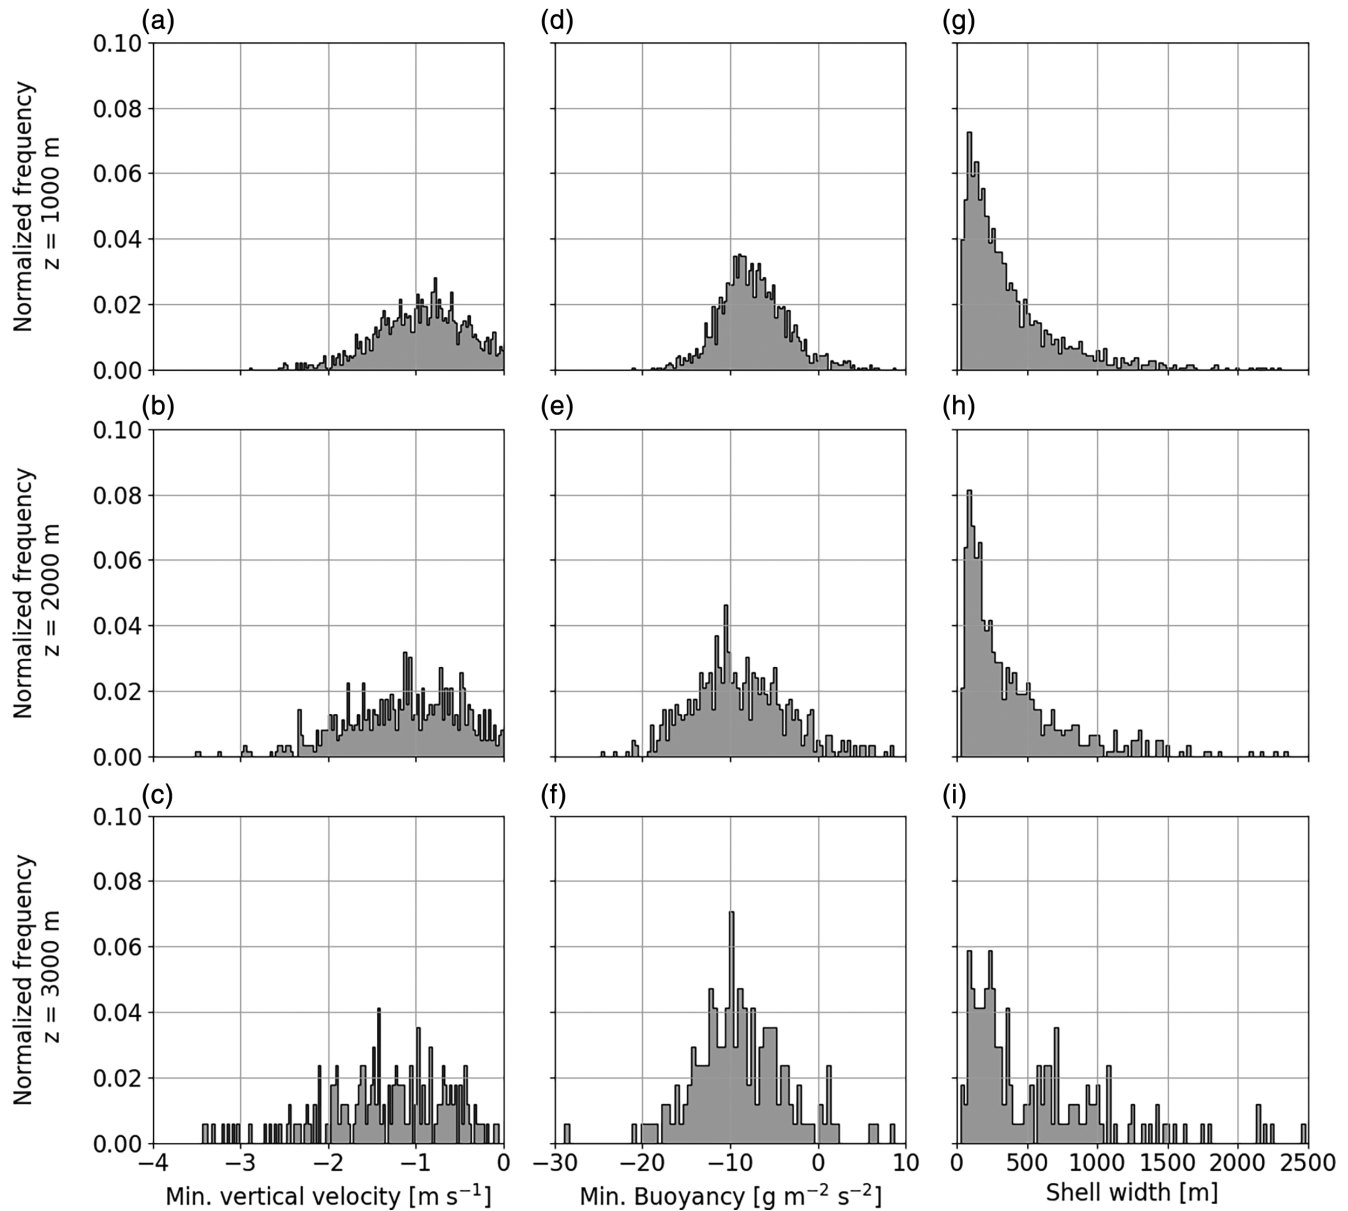 (a) (d) (g)
Normalized frequency
z = 1000 m
0.10
0.08
0.06
0.04
0.02
0.00
(b) (e) (h)
Normalized frequency
z = 2000 m
0.10
0.08
0.06
0.04
0.02
0.00
(c) (f) (i)
Normalized frequency
z = 3000 m
0.10
0.08
0.06
0.04
0.02
0.00
−4 −3 −2 −1 0 −30 −20 −10 0 10 0 500 1000 1500 2000 2500
Min. vertical velocity [m s⁻¹] Min. Buoyancy [g m⁻² s⁻²] Shell width [m]